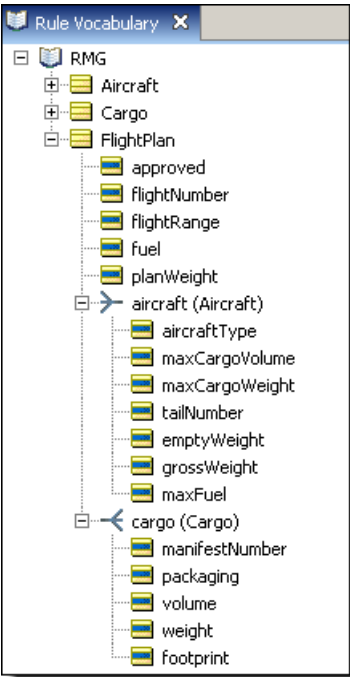 Rule Vocabulary
RMG
Aircraft
Cargo
FlightPlan
approved
flightNumber
flightRange
fuel
planWeight
aircraft (Aircraft)
aircraftType
maxCargoVolume
maxCargoWeight
tailNumber
emptyWeight
grossWeight
maxFuel
cargo (Cargo)
manifestNumber
packaging
volume
weight
footprint